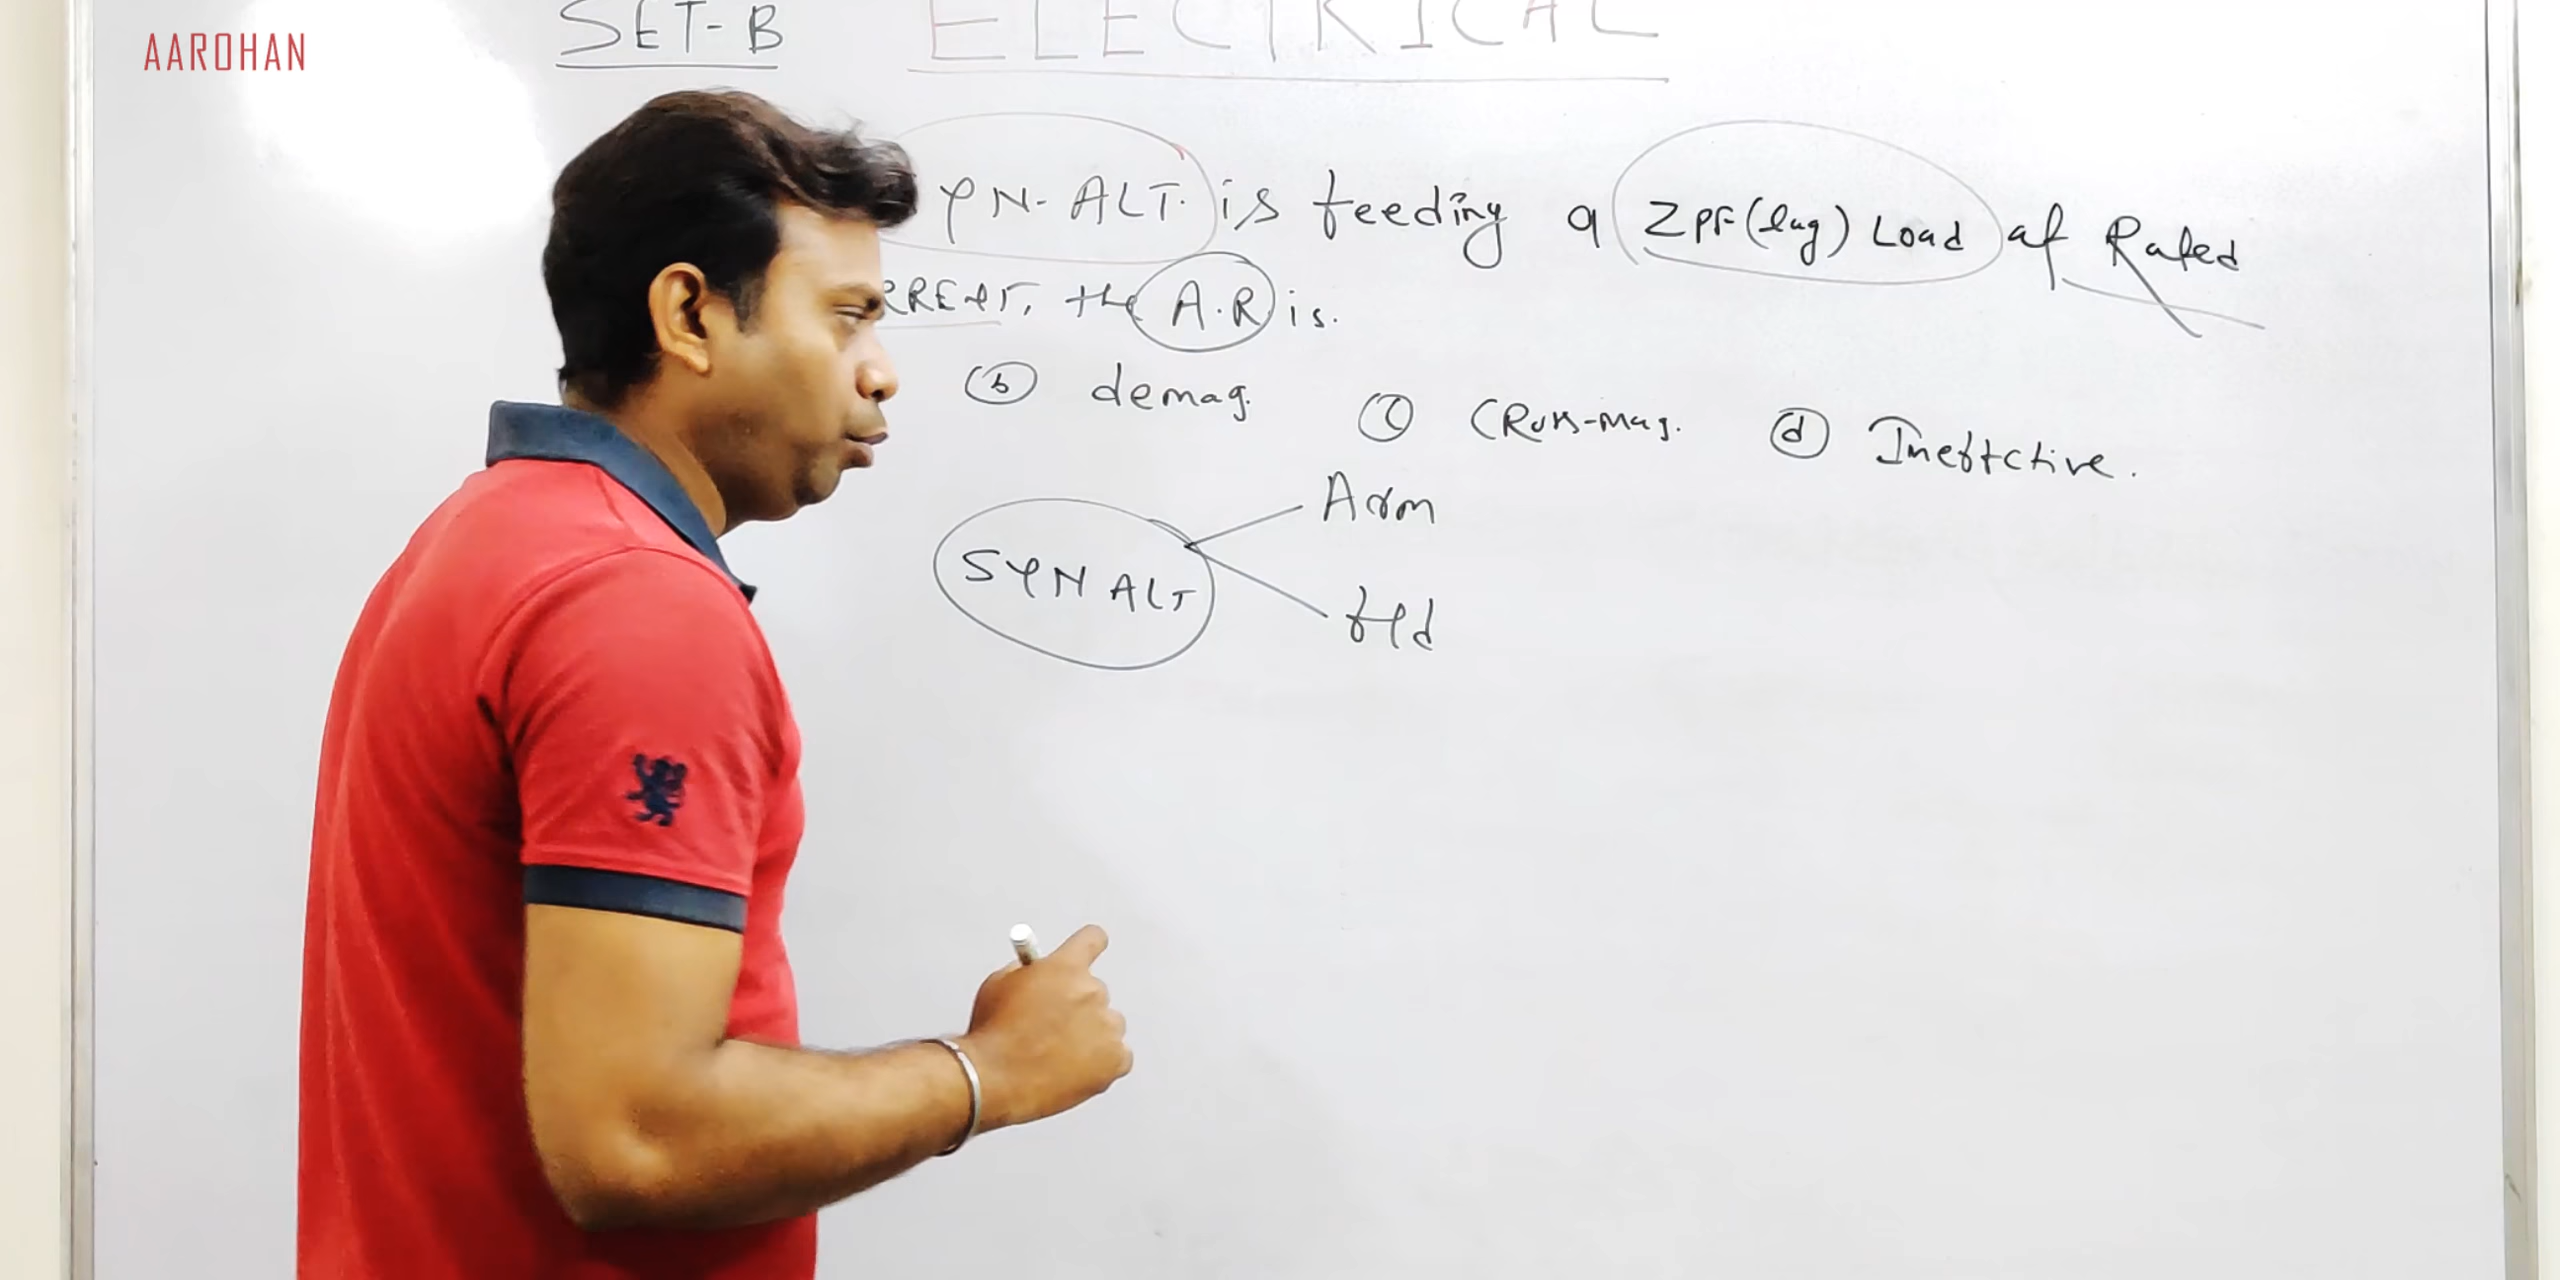 AAROHAN
SET-B ELECTRICAL
YN-ALT. is feeding a ZPF(lag) Load at Rated
RRENT, the A.R is.
(b) demag. (c) CRoss-mag. (d) Ineffctive.
SYN ALT
Arm
fld